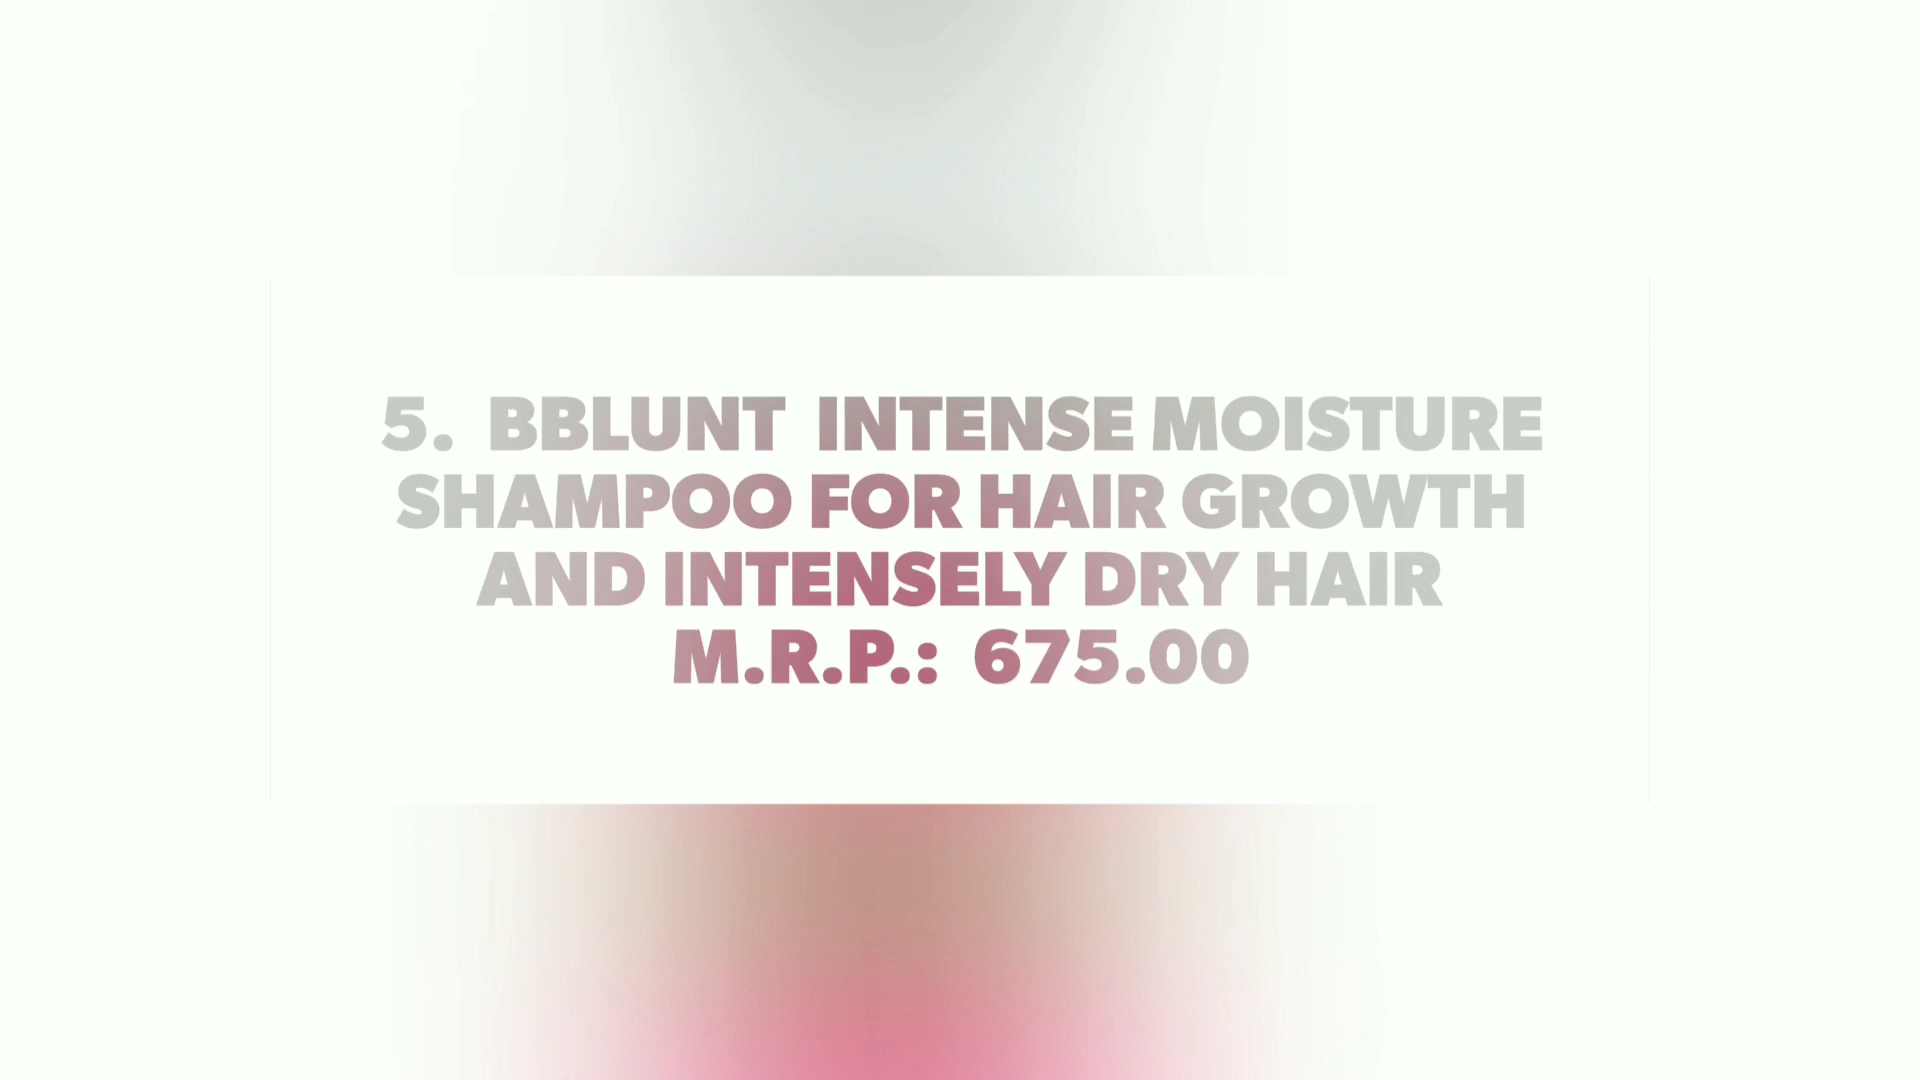 5. BBLUNT INTENSE MOISTURE
SHAMPOO FOR HAIR GROWTH
AND INTENSELY DRY HAIR
M.R.P.: 675.00